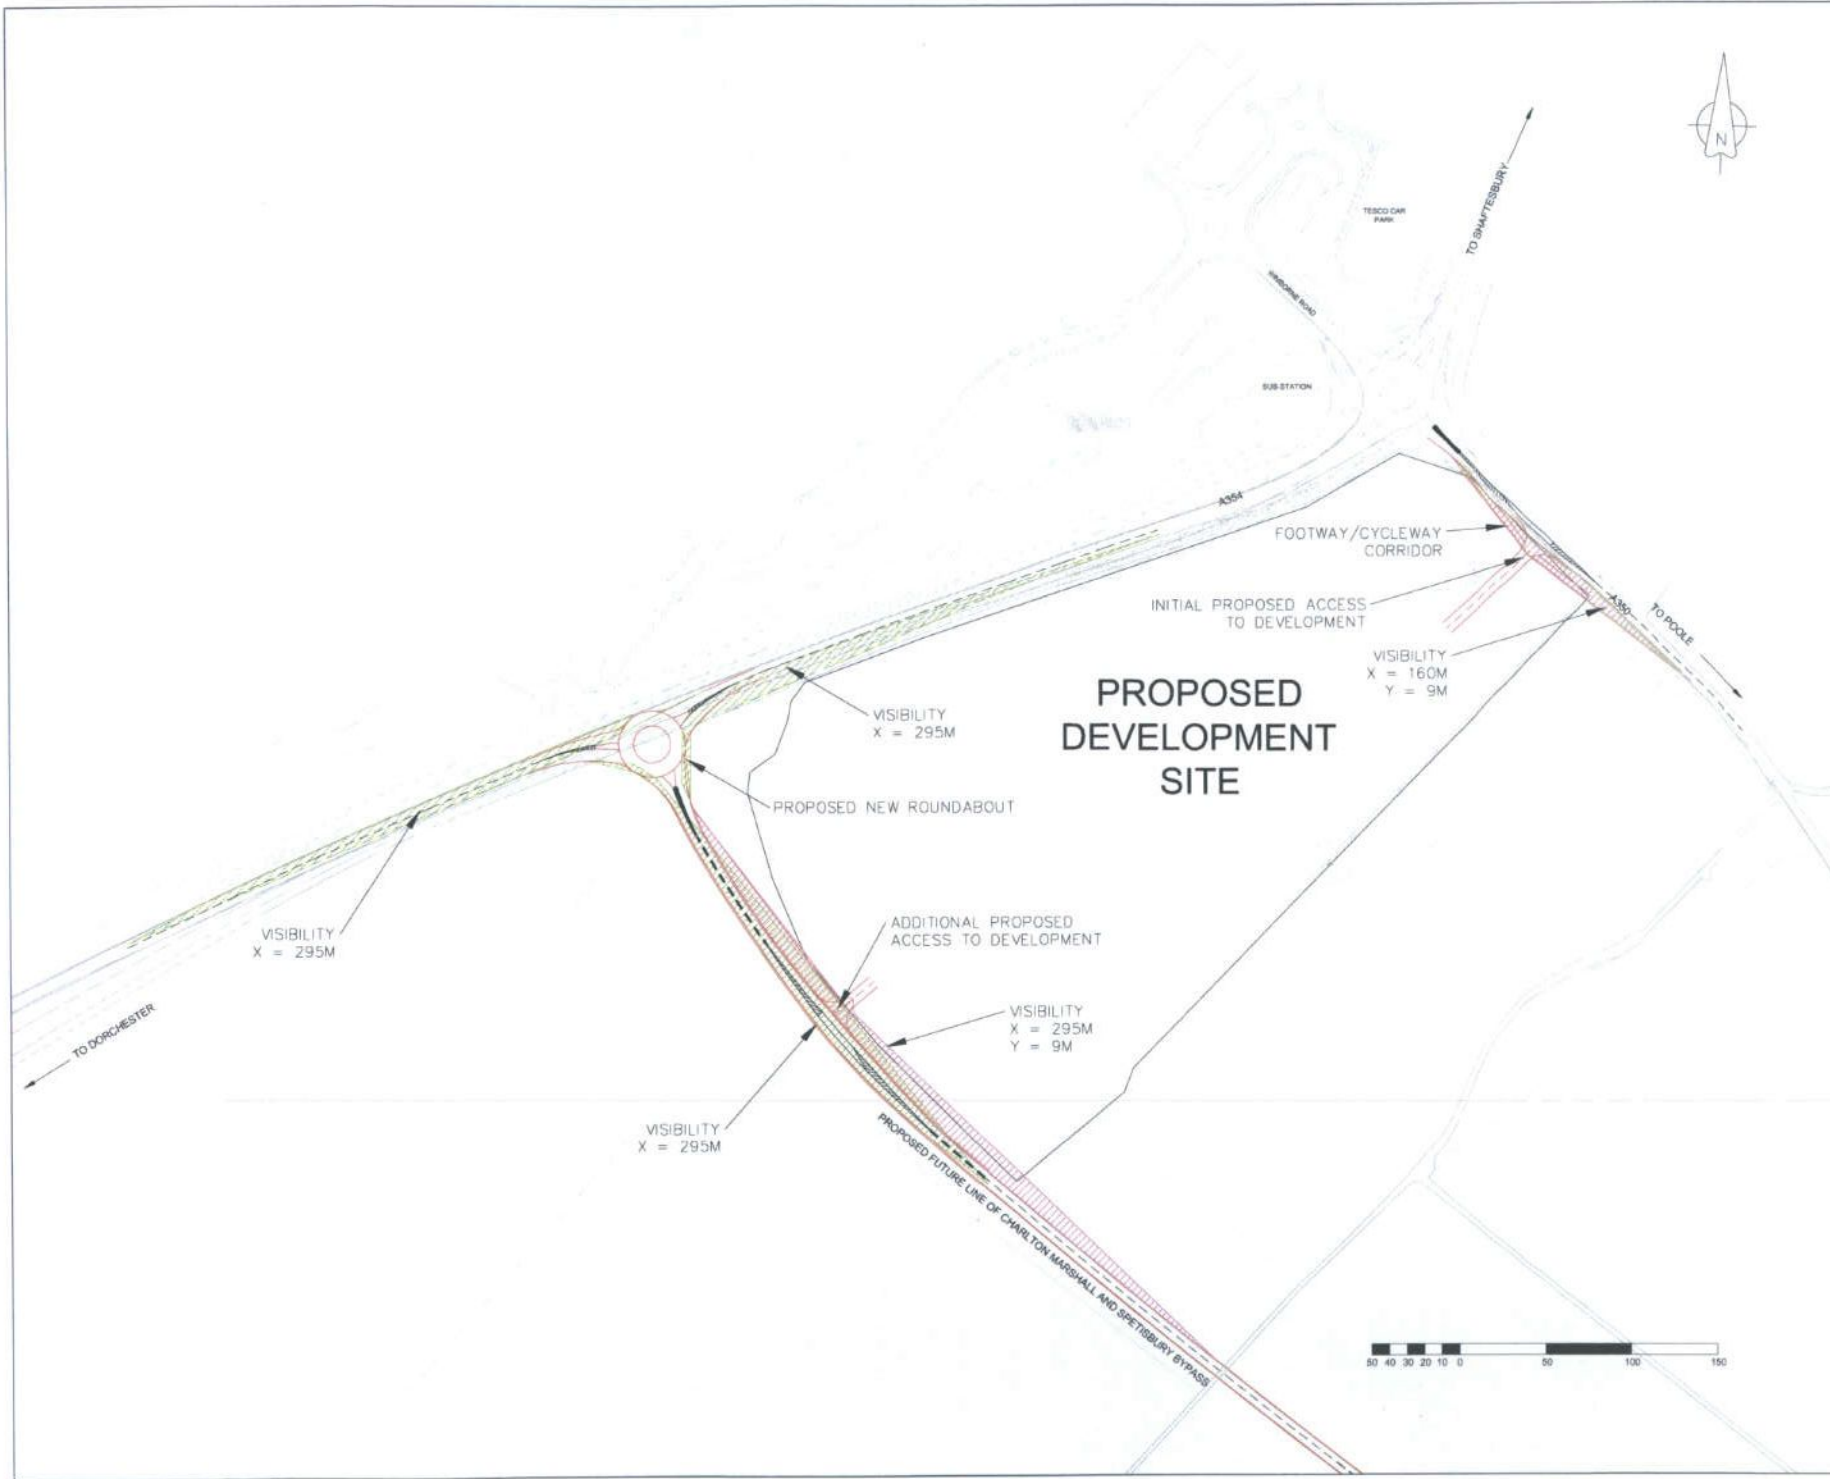 N
TO SHAFTESBURY
TESCO CAR
PARK
WIMBORNE ROAD
SUB-STATION
A354
FOOTWAY/CYCLEWAY
CORRIDOR
INITIAL PROPOSED ACCESS
TO DEVELOPMENT
A350
TO POOLE
VISIBILITY
X = 160M
Y = 9M
PROPOSED
DEVELOPMENT
SITE
VISIBILITY
X = 295M
PROPOSED NEW ROUNDABOUT
VISIBILITY
X = 295M
ADDITIONAL PROPOSED
ACCESS TO DEVELOPMENT
VISIBILITY
X = 295M
Y = 9M
TO DORCHESTER
VISIBILITY
X = 295M
PROPOSED FUTURE LINE OF CHARLTON MARSHALL AND SPETISBURY BYPASS
50 40 30 20 10 0 50 100 150